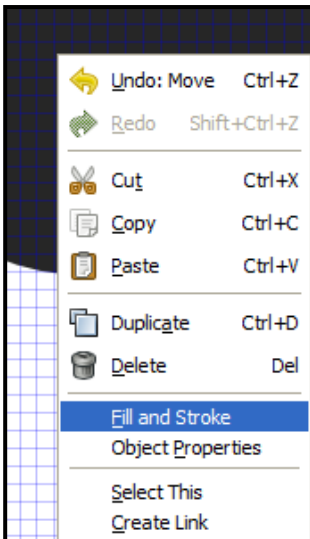 Undo: Move Ctrl+Z
Redo Shift+Ctrl+Z
Cut Ctrl+X
Copy Ctrl+C
Paste Ctrl+V
Duplicate Ctrl+D
Delete Del
Fill and Stroke
Object Properties
Select This
Create Link